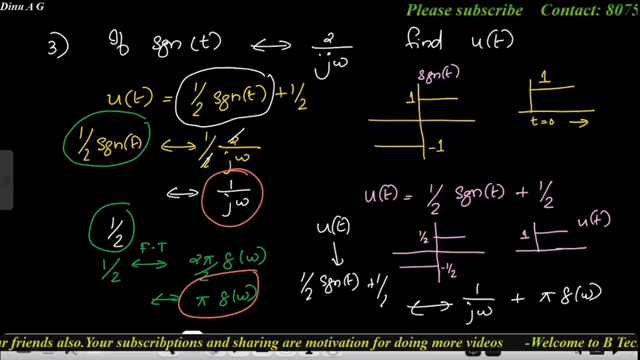 Dinu A G
Please subscribe Contact: 8075
3) If sgn(t) ↔ 2/jω find u(t)
u(t) = 1/2 sgn(t) + 1/2
1/2 sgn(t) ↔ 1/2 2/jω
↔ 1/jω
1/2
1/2 F.T ↔ 2π/2 δ(ω)
↔ π δ(ω)
sgn(t)
1
-1
1
t=0 →
u(t) = 1/2 sgn(t) + 1/2
u(t)
1/2
-1/2
1
u(t)
1/2 sgn(t) + 1/2 ↔ 1/jω + π δ(ω)
ur friends also.Your subscribptions and sharing are motivation for doing more videos -Welcome to B Tec